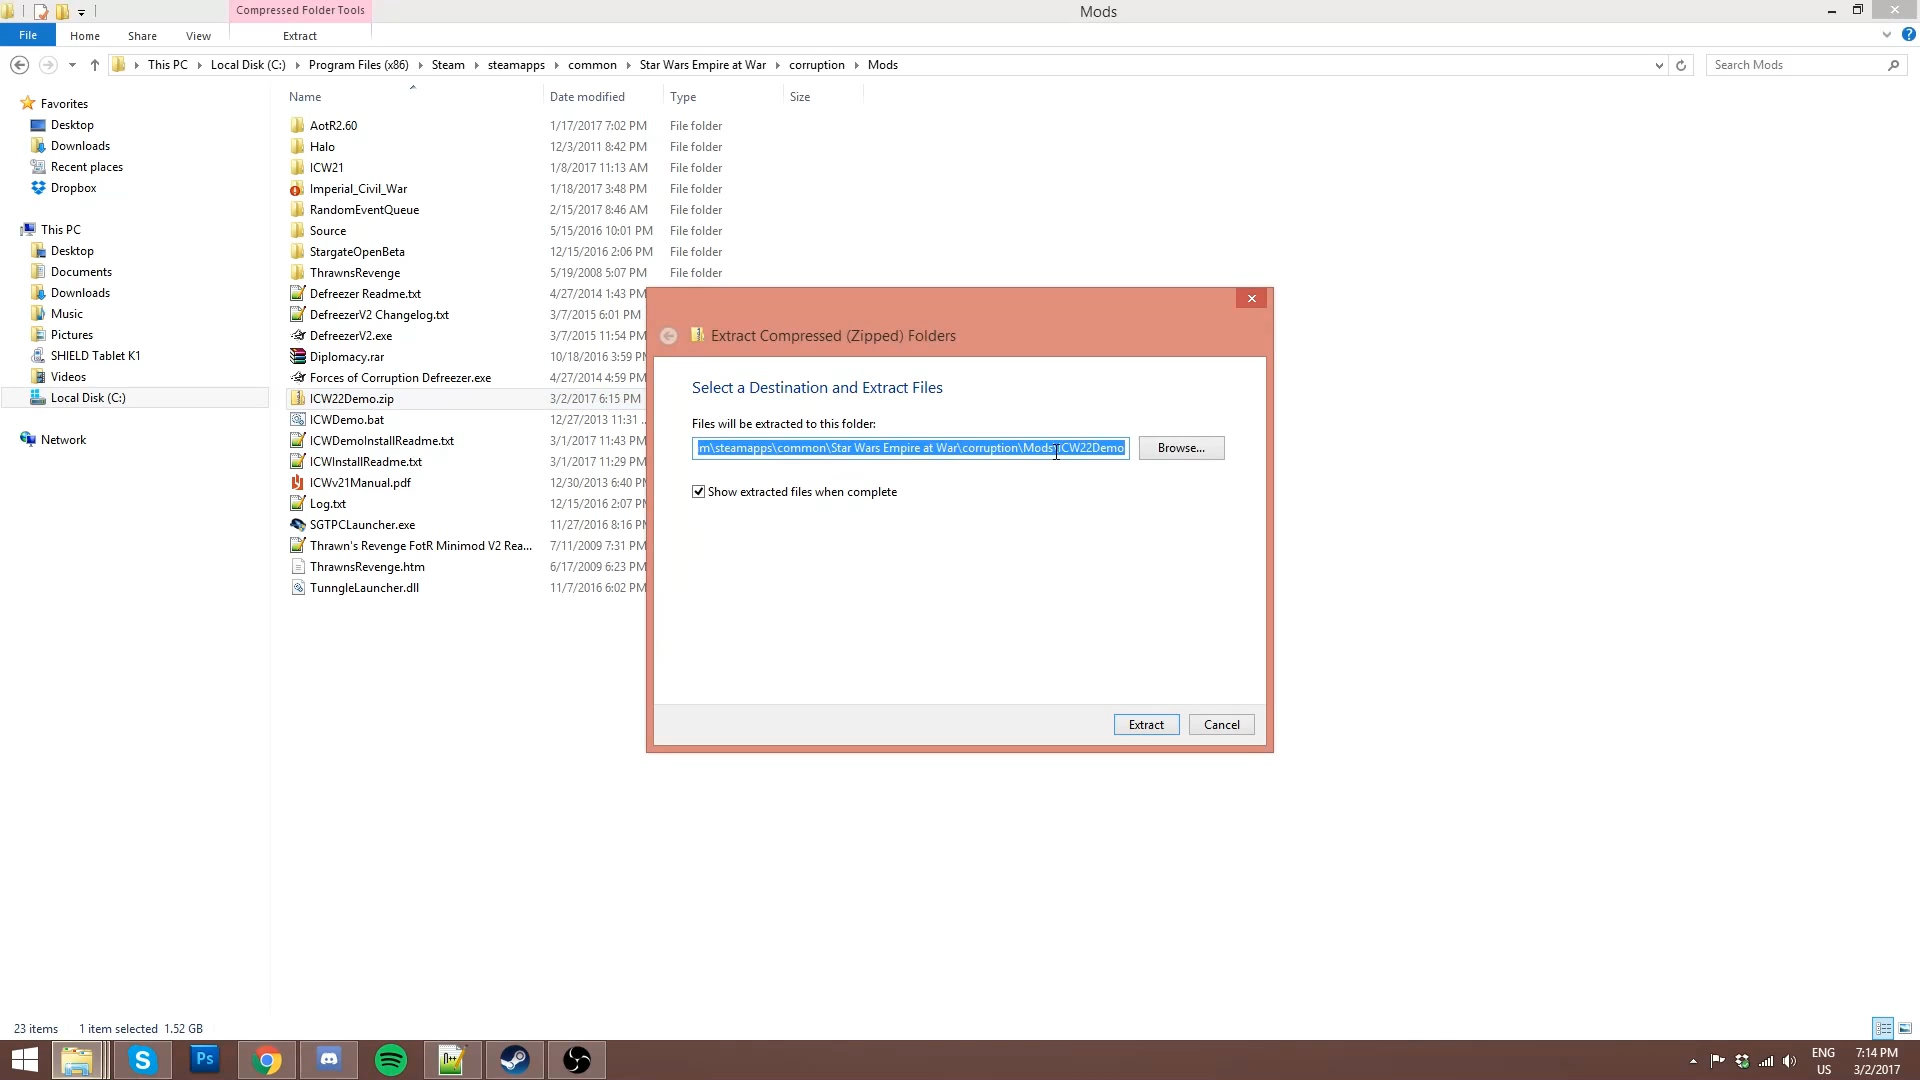 Compressed Folder Tools
Mods
File
Home
Share
View
Extract
This PC
Local Disk (C:)
Program Files (x86)
Steam
steamapps
common
Star Wars Empire at War
corruption
Mods
Search Mods
Name
Date modified
Type
Size
Favorites
Desktop
Downloads
Recent places
Dropbox
This PC
Desktop
Documents
Downloads
Music
Pictures
SHIELD Tablet K1
Videos
Local Disk (C:)
Network
AotR2.60 1/17/2017 7:02 PM File folder
Halo 12/3/2011 8:42 PM File folder
ICW21 1/8/2017 11:13 AM File folder
Imperial_Civil_War 1/18/2017 3:48 PM File folder
RandomEventQueue 2/15/2017 8:46 AM File folder
Source 5/15/2016 10:01 PM File folder
StargateOpenBeta 12/15/2016 2:06 PM File folder
ThrawnsRevenge 5/19/2008 5:07 PM File folder
Defreezer Readme.txt 4/27/2014 1:43 PM
DefreezerV2 Changelog.txt 3/7/2015 6:01 PM
DefreezerV2.exe 3/7/2015 11:54 PM
Diplomacy.rar 10/18/2016 3:59 PM
Forces of Corruption Defreezer.exe 4/27/2014 4:59 PM
ICW22Demo.zip 3/2/2017 6:15 PM
ICWDemo.bat 12/27/2013 11:31 ..
ICWDemoInstallReadme.txt 3/1/2017 11:43 PM
ICWInstallReadme.txt 3/1/2017 11:29 PM
ICWv21Manual.pdf 12/30/2013 6:40 PM
Log.txt 12/15/2016 2:07 PM
SGTPCLauncher.exe 11/27/2016 8:16 PM
Thrawn's Revenge FotR Minimod V2 Rea... 7/11/2009 7:31 PM
ThrawnsRevenge.htm 6/17/2009 6:23 PM
TunngleLauncher.dll 11/7/2016 6:02 PM
Extract Compressed (Zipped) Folders
Select a Destination and Extract Files
Files will be extracted to this folder:
m\steamapps\common\Star Wars Empire at War\corruption\Mods\ICW22Demo
Browse...
Show extracted files when complete
Extract
Cancel
23 items
1 item selected 1.52 GB
Ps
n++
ENG
US
7:14 PM
3/2/2017